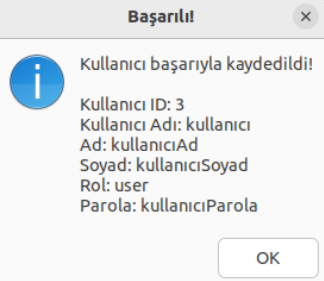 Başarılı!
Kullanıcı başarıyla kaydedildi!
Kullanıcı ID: 3
Kullanıcı Adı: kullanıcı
Ad: kullanıcıAd
Soyad: kullanıcıSoyad
Rol: user
Parola: kullanıcıParola
OK